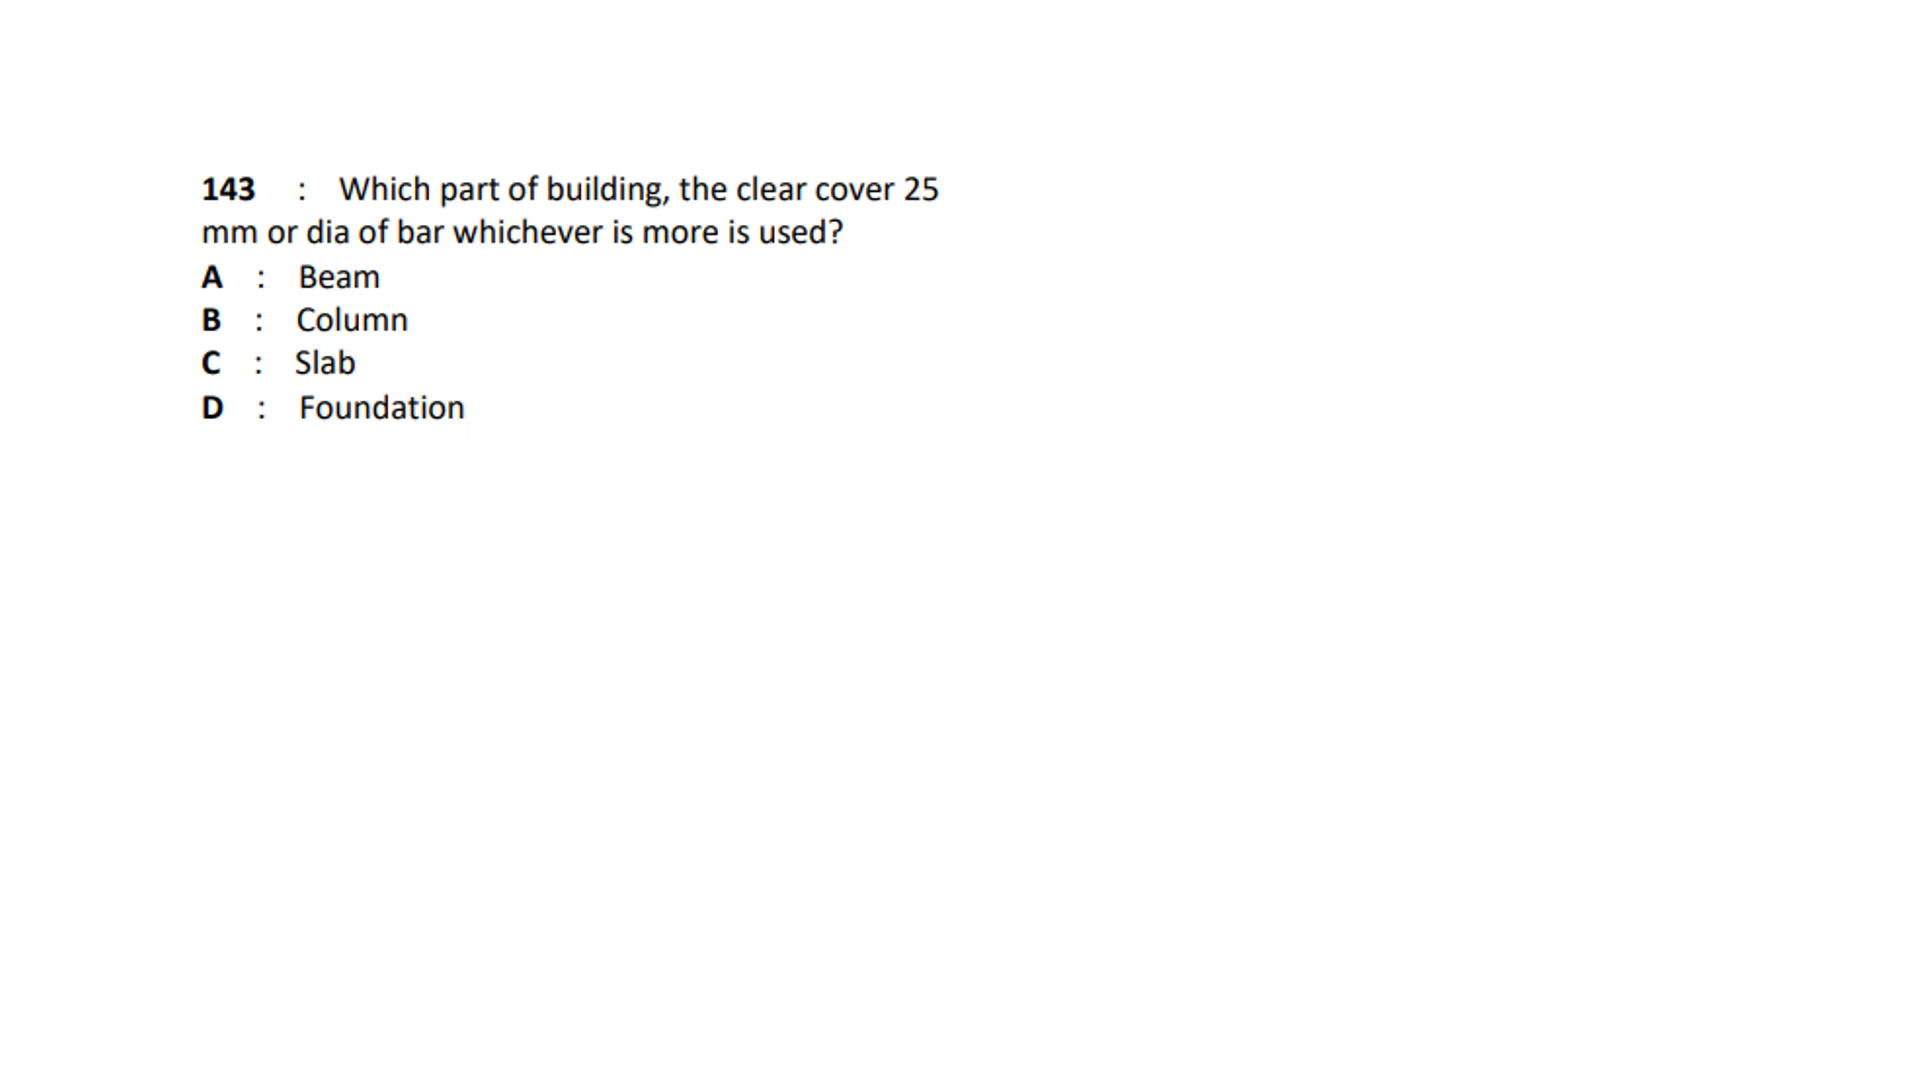 143 : Which part of building, the clear cover 25
mm or dia of bar whichever is more is used?
A : Beam
B : Column
C : Slab
D : Foundation